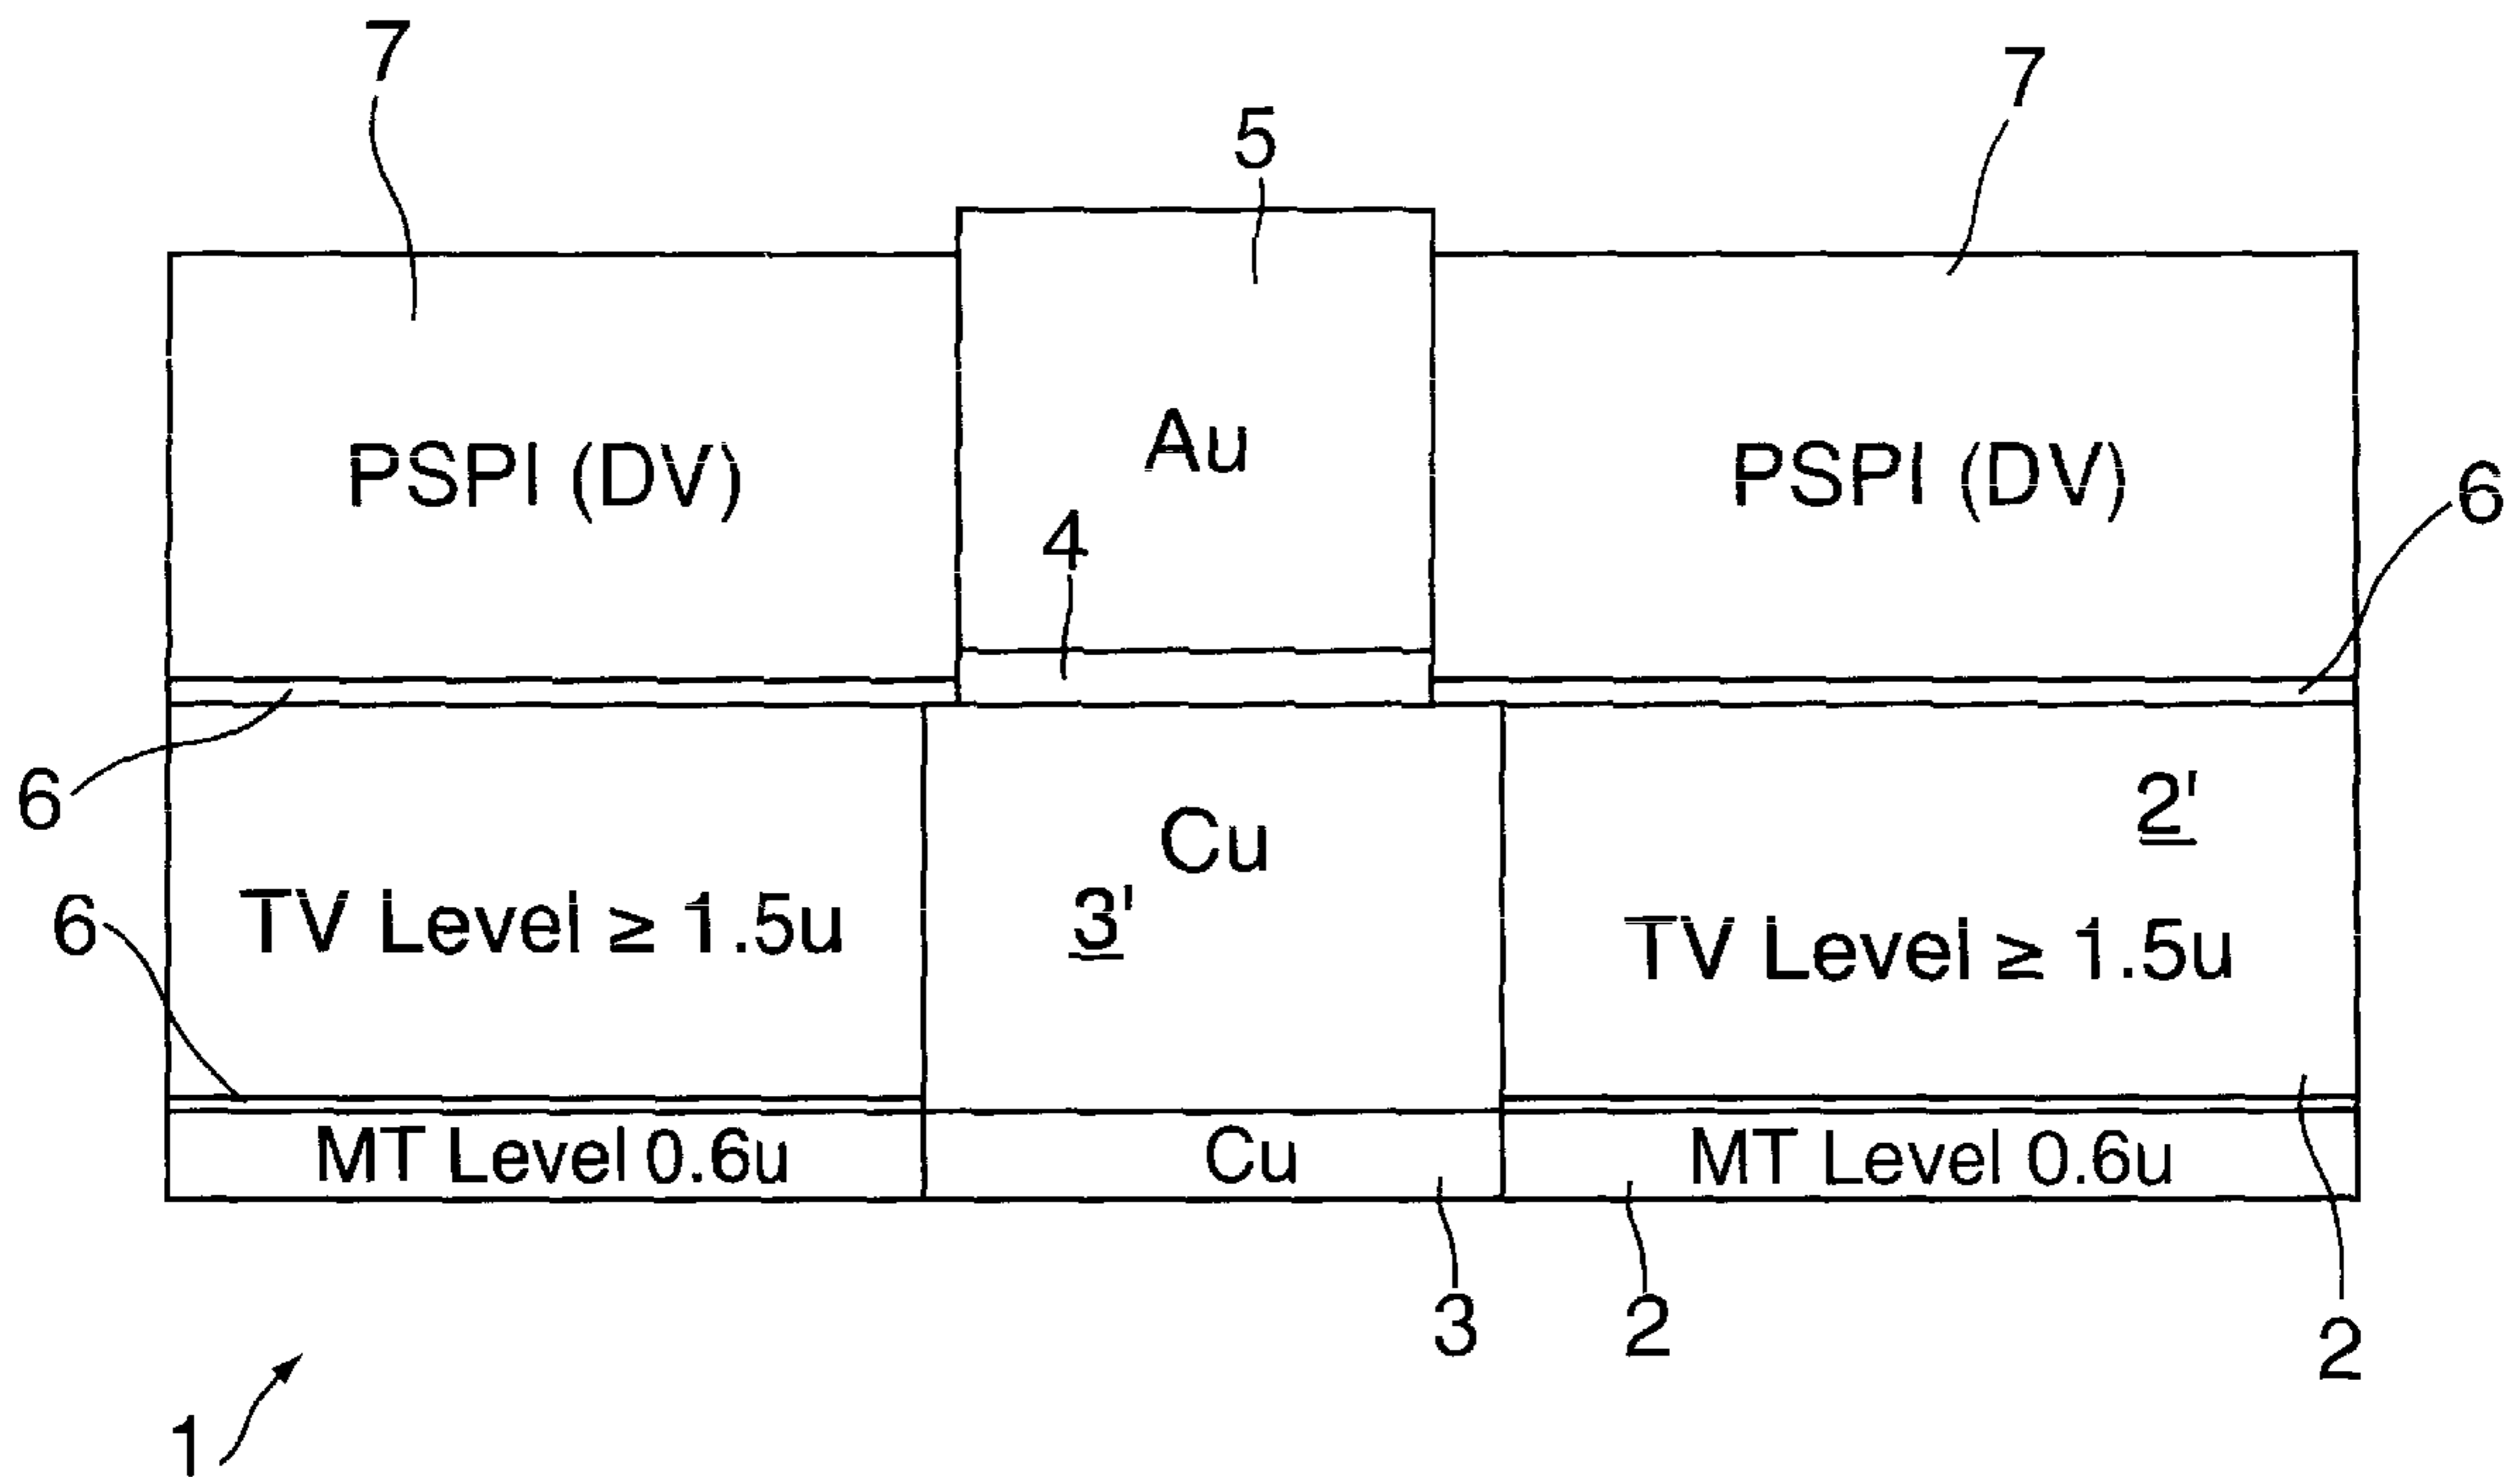 7
7
5
PSPI (DV)
Au
PSPI (DV)
6
4
6
2'
Cu
3'
6
TV Level ≥ 1.5u
TV Level ≥ 1.5u
MT Level 0.6u
Cu
MT Level 0.6u
3
2
2
1